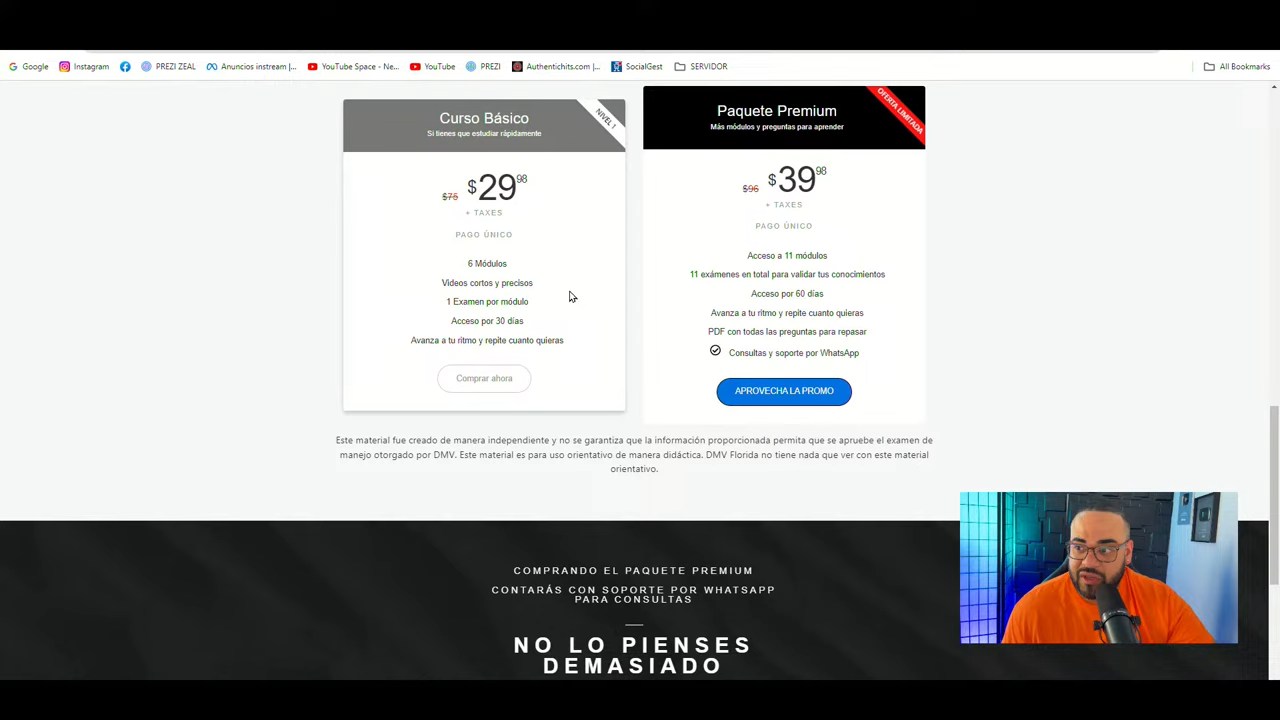 Google
Instagram
PREZI ZEAL
Anuncios instream |...
YouTube Space - Ne...
YouTube
PREZI
Authentichits.com |...
SocialGest
SERVIDOR
All Bookmarks
Curso Básico
Si tienes que estudiar rápidamente
NIVEL 1
$75 $29 98
+ TAXES
PAGO ÚNICO
6 Módulos
Videos cortos y precisos
1 Examen por módulo
Acceso por 30 días
Avanza a tu ritmo y repite cuanto quieras
Comprar ahora
Paquete Premium
Más módulos y preguntas para aprender
OFERTA LIMITADA
$96 $39 98
+ TAXES
PAGO ÚNICO
Acceso a 11 módulos
11 exámenes en total para validar tus conocimientos
Acceso por 60 días
Avanza a tu ritmo y repite cuanto quieras
PDF con todas las preguntas para repasar
Consultas y soporte por WhatsApp
APROVECHA LA PROMO
Este material fue creado de manera independiente y no se garantiza que la información proporcionada permita que se apruebe el examen de
manejo otorgado por DMV. Este material es para uso orientativo de manera didáctica. DMV Florida no tiene nada que ver con este material
orientativo.
COMPRANDO EL PAQUETE PREMIUM
CONTARÁS CON SOPORTE POR WHATSAPP
PARA CONSULTAS
NO LO PIENSES
DEMASIADO